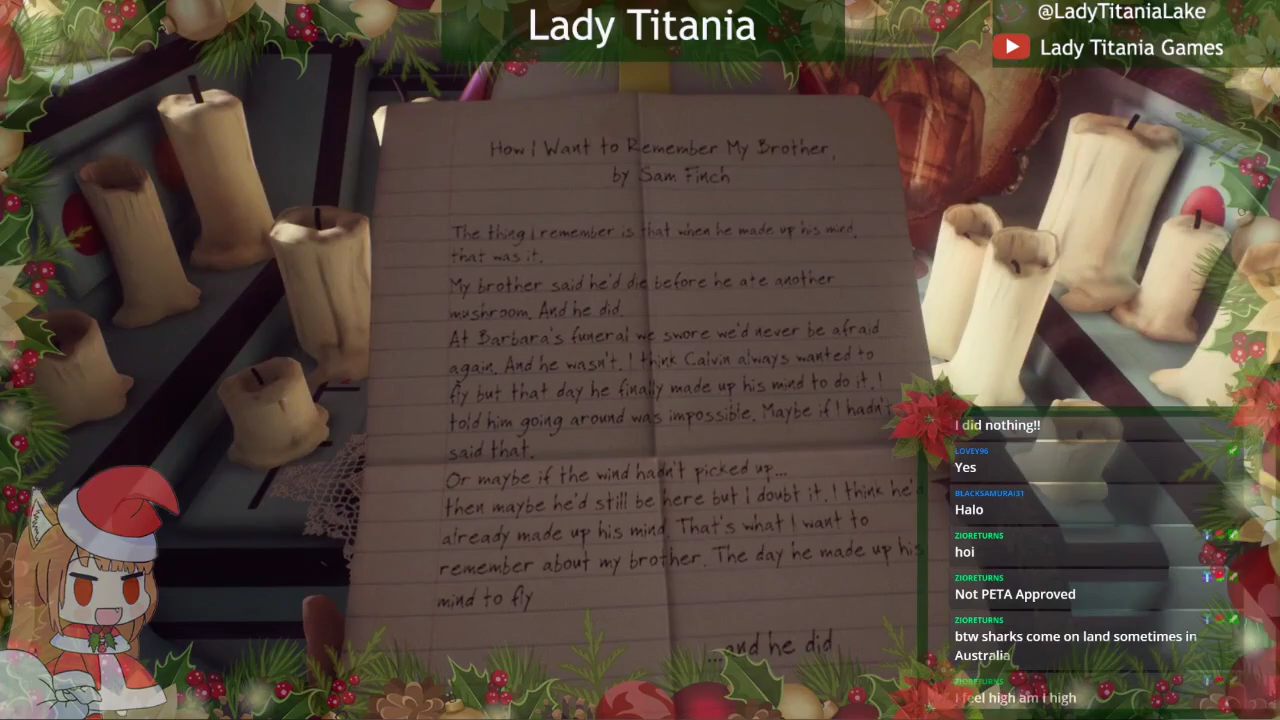 Lady Titania
@LadyTitaniaLake
Lady Titania Games
How I Want to Remember My Brother,
by Sam Finch
The thing I remember is that when he made up his mind,
that was it.
My brother said he'd die before he ate another
mushroom. And he did.
At Barbara's funeral we swore we'd never be afraid
again. And he wasn't. I think Calvin always wanted to
fly but that day he finally made up his mind to do it. I
told him going around was impossible. Maybe if I hadn't
said that.
Or maybe if the wind hadn't picked up...
then maybe he'd still be here but I doubt it. I think he'd
already made up his mind. That's what I want to
remember about my brother. The day he made up his
mind to fly
...and he did.
I did nothing!!
LOVEY96
Yes
BLACKSAMURAI31
Halo
ZIORETURNS
hoi
ZIORETURNS
Not PETA Approved
ZIORETURNS
btw sharks come on land sometimes in
Australia
ZIORETURNS
I feel high am I high